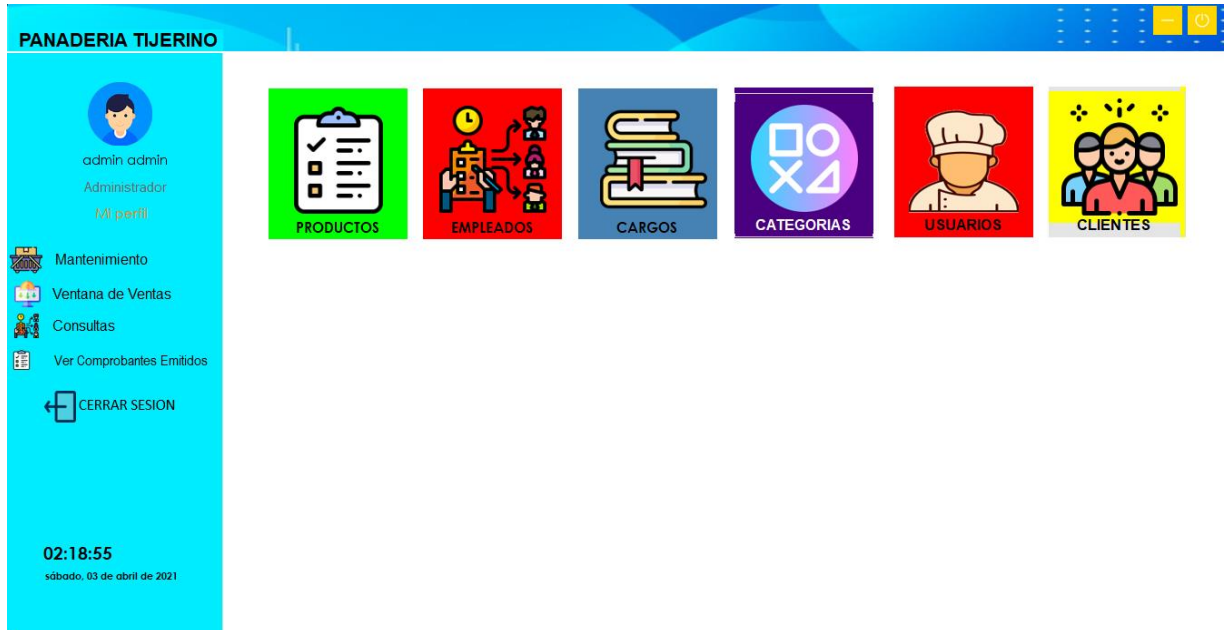 PANADERIA TIJERINO
admin admin
Administrador
Mi perfil
Mantenimiento
Ventana de Ventas
Consultas
Ver Comprobantes Emitidos
CERRAR SESION
02:18:55
sábado, 03 de abril de 2021
PRODUCTOS
EMPLEADOS
CARGOS
CATEGORIAS
USUARIOS
CLIENTES